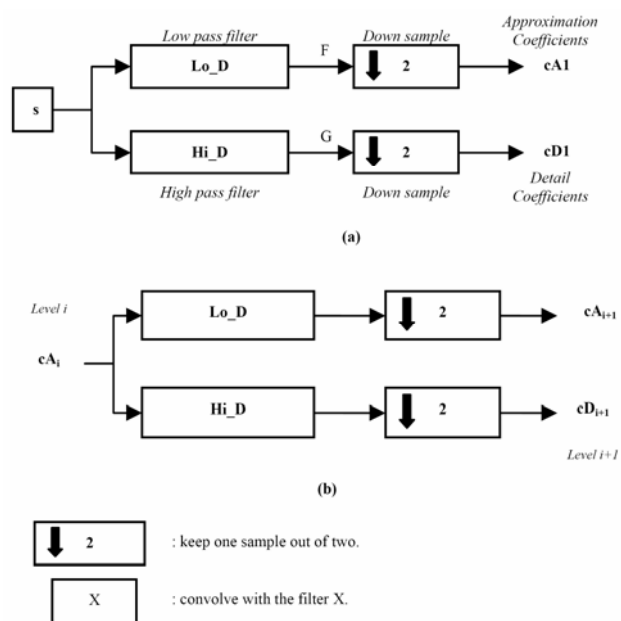 Approximation
Low pass filter F Down sample Coefficients
Lo_D 2 cA1
s
G
Hi_D 2 cD1
High pass filter Down sample Detail
Coefficients
(a)
Level i
Lo_D 2 cAi+1
cAi
Hi_D 2 cDi+1
Level i+1
(b)
2 : keep one sample out of two.
X : convolve with the filter X.